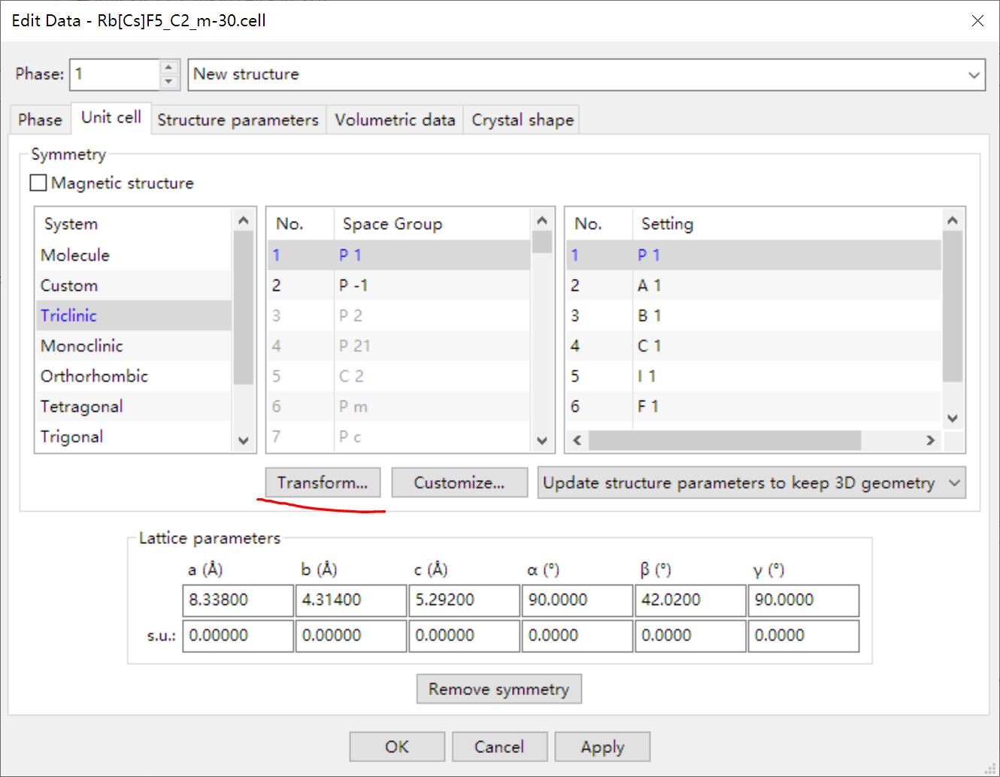 Edit Data - Rb[Cs]F5_C2_m-30.cell
Phase: 1 New structure
Phase Unit cell Structure parameters Volumetric data Crystal shape
Symmetry
Magnetic structure
System No. Space Group No. Setting
Molecule 1 P 1 1 P 1
Custom 2 P -1 2 A 1
Triclinic 3 P 2 3 B 1
Monoclinic 4 P 21 4 C 1
Orthorhombic 5 C 2 5 I 1
Tetragonal 6 P m 6 F 1
Trigonal 7 P c
Transform... Customize... Update structure parameters to keep 3D geometry
Lattice parameters
a (Å) b (Å) c (Å) α (°) β (°) γ (°)
8.33800 4.31400 5.29200 90.0000 42.0200 90.0000
s.u.: 0.00000 0.00000 0.00000 0.0000 0.0000 0.0000
Remove symmetry
OK Cancel Apply